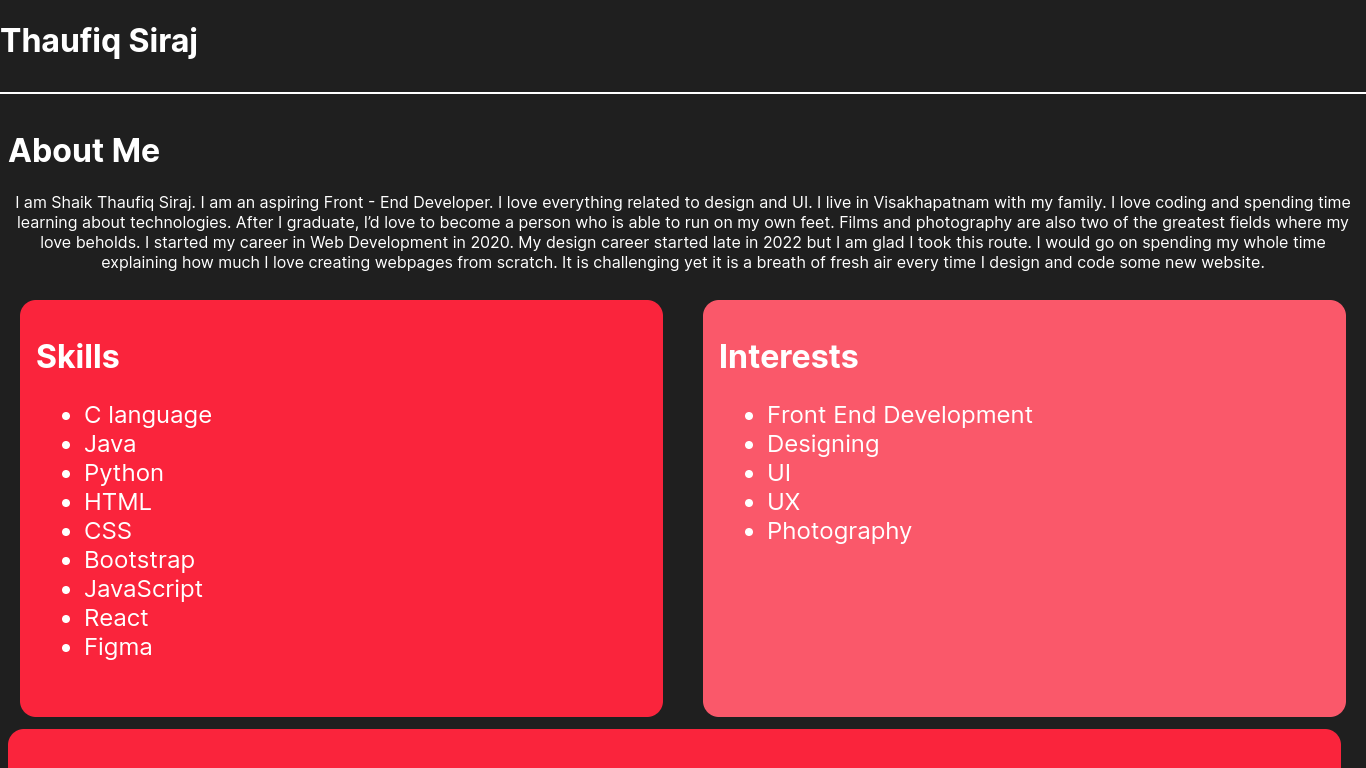 Thaufiq Siraj
About Me
I am Shaik Thaufiq Siraj. I am an aspiring Front - End Developer. I love everything related to design and UI. I live in Visakhapatnam with my family. I love coding and spending time
learning about technologies. After I graduate, I’d love to become a person who is able to run on my own feet. Films and photography are also two of the greatest fields where my
love beholds. I started my career in Web Development in 2020. My design career started late in 2022 but I am glad I took this route. I would go on spending my whole time
explaining how much I love creating webpages from scratch. It is challenging yet it is a breath of fresh air every time I design and code some new website.
Skills
• C language
• Java
• Python
• HTML
• CSS
• Bootstrap
• JavaScript
• React
• Figma
Interests
• Front End Development
• Designing
• UI
• UX
• Photography